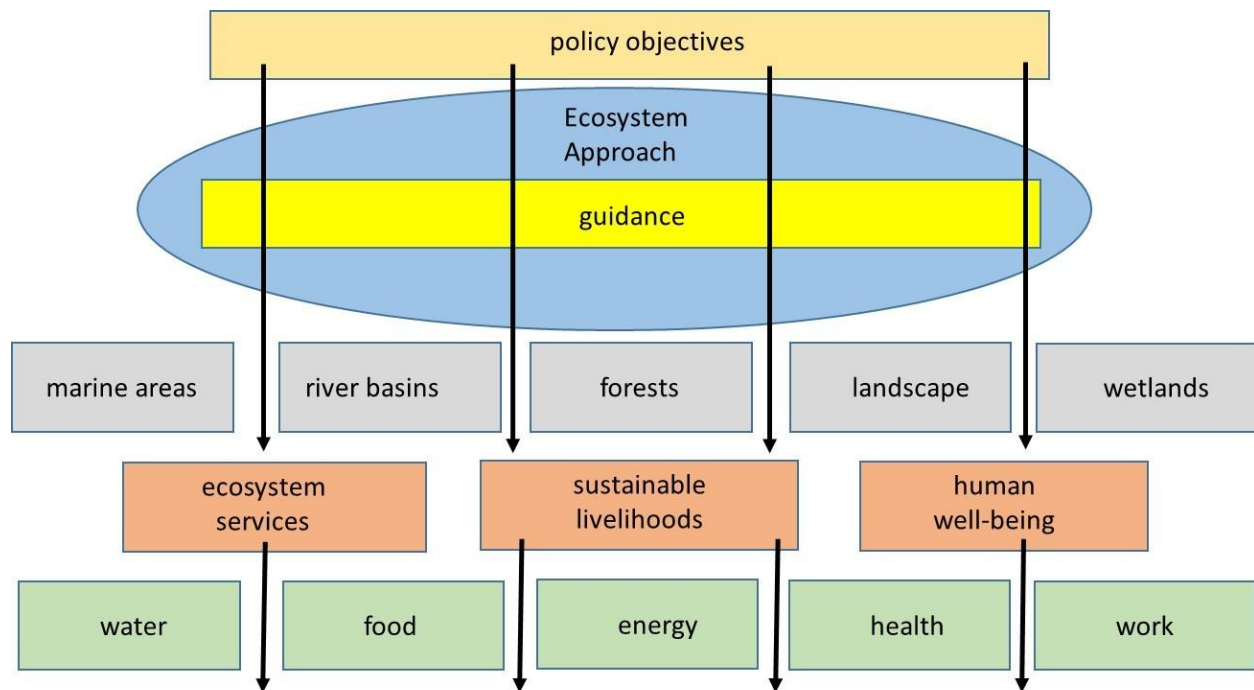 policy objectives
Ecosystem
Approach
guidance
marine areas
river basins
forests
landscape
wetlands
ecosystem
services
sustainable
livelihoods
human
well-being
water
food
energy
health
work